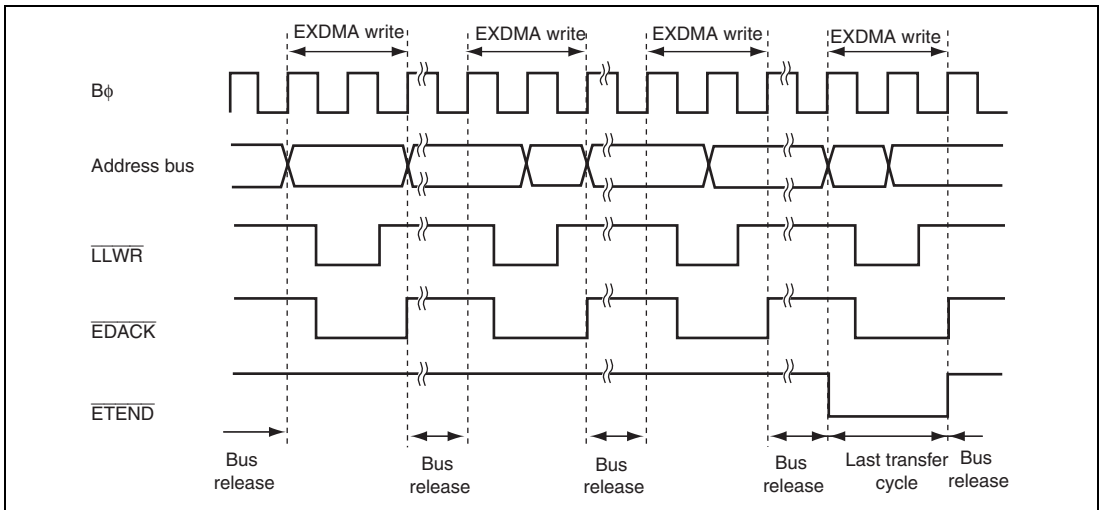 EXDMA write EXDMA write EXDMA write EXDMA write
Bϕ
Address bus
LLWR
EDACK
ETEND
Bus release
Bus release
Bus release
Bus release
Last transfer cycle
Bus release